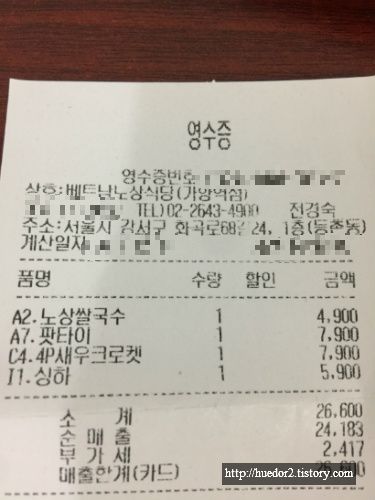 영수증
영수증번호
상호:베트남노상식당(가양역점)
TEL)02-2643-4900 전경숙
주소:서울시 강서구 화곡로68길 24, 1층(등촌동)
계산일자
품명 수량 할인 금액
A2.노상쌀국수 1 4,900
A7.팟타이 1 7,900
C4.4P새우크로켓 1 7,900
I1.싱하 1 5,900
소 계 26,600
순 매 출 24,183
부 가 세 2,417
매출한계(카드) 26,600
http://huedor2.tistory.com